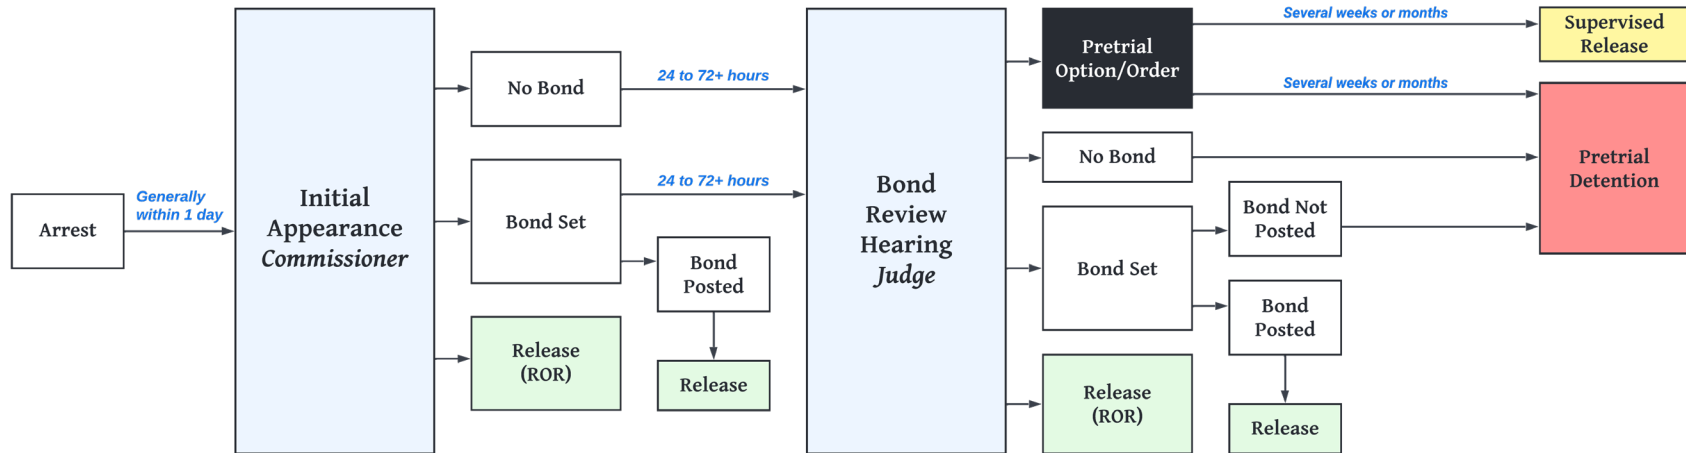 Arrest
Generally
within 1 day
Initial
Appearance
Commissioner
No Bond
24 to 72+ hours
Bond Set
24 to 72+ hours
Bond
Posted
Release
Release
(ROR)
Bond
Review
Hearing
Judge
Pretrial
Option/Order
Several weeks or months
Supervised
Release
Several weeks or months
Pretrial
Detention
No Bond
Bond Set
Bond Not
Posted
Bond
Posted
Release
Release
(ROR)